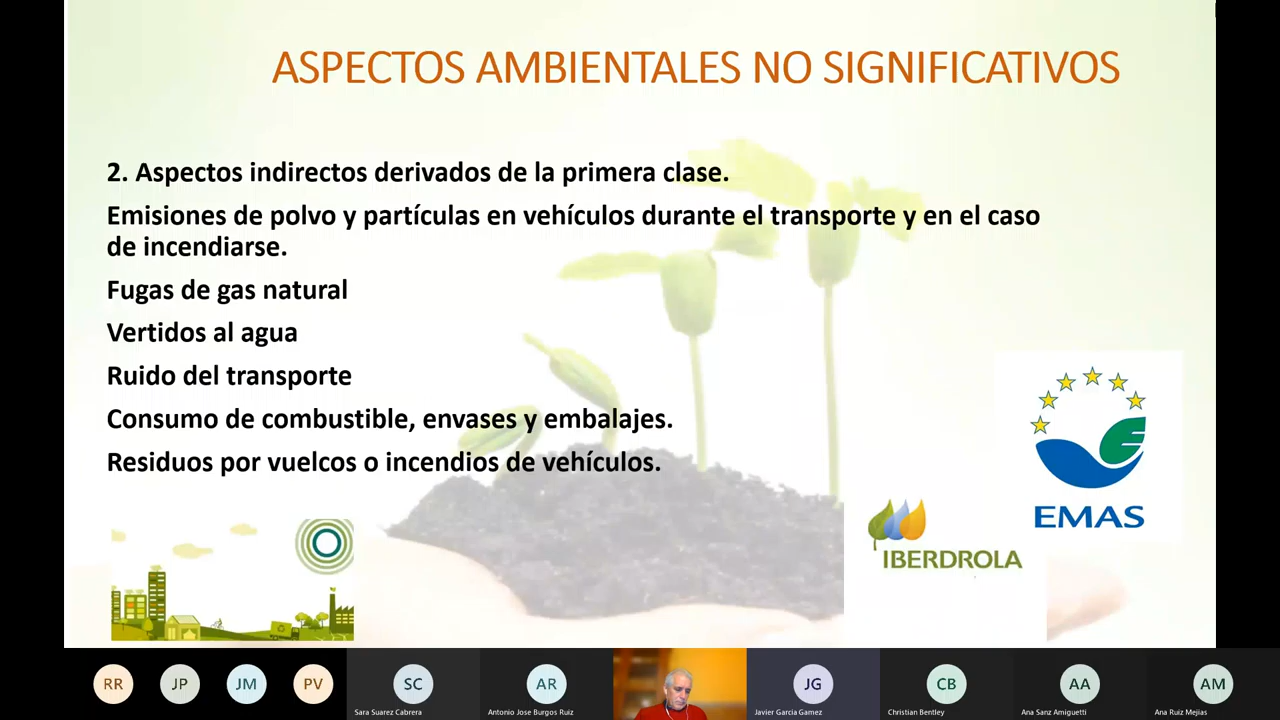 ASPECTOS AMBIENTALES NO SIGNIFICATIVOS
2. Aspectos indirectos derivados de la primera clase.
Emisiones de polvo y partículas en vehículos durante el transporte y en el caso
de incendiarse.
Fugas de gas natural
Vertidos al agua
Ruido del transporte
Consumo de combustible, envases y embalajes.
Residuos por vuelcos o incendios de vehículos.
EMAS
IBERDROLA
RR
JP
JM
PV
SC
Sara Suarez Cabrera
AR
Antonio Jose Burgos Ruiz
JG
Javier Garcia Gamez
CB
Christian Bentley
AA
Ana Sanz Amiguetti
AM
Ana Ruiz Mejias